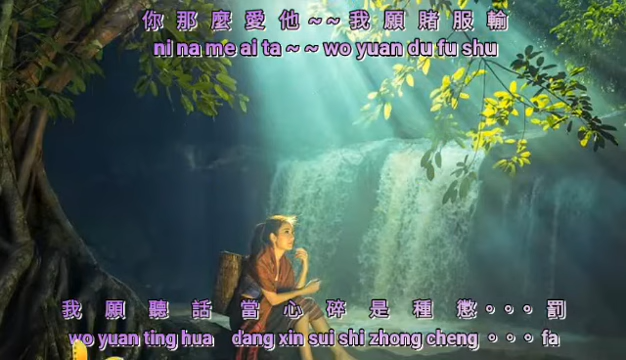 你那麼愛他~~我願賭服輸
ni na me ai ta ~ ~ wo yuan du fu shu
我願聽話當心碎是種懲。。。罰
wo yuan ting hua dang xin sui shi zhong cheng 。。。fa